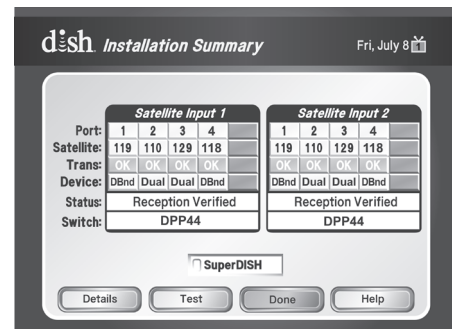 dish Installation Summary Fri, July 8
Satellite Input 1 Satellite Input 2
Port: 1 2 3 4 1 2 3 4
Satellite: 119 110 129 118 119 110 129 118
Trans: OK OK OK OK OK OK OK OK
Device: DBnd Dual Dual DBnd DBnd Dual Dual DBnd
Status: Reception Verified Reception Verified
Switch: DPP44 DPP44
SuperDISH
Details Test Done Help